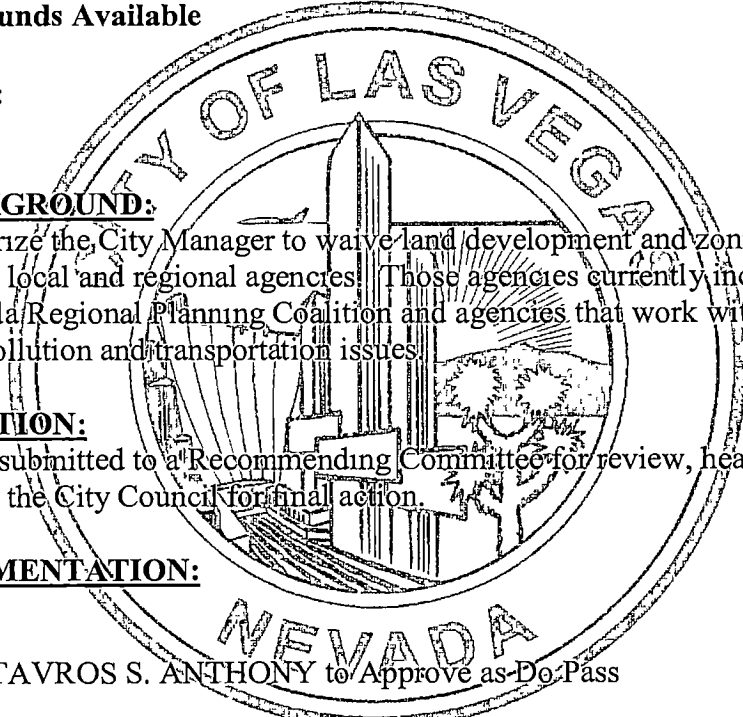 unds Available
:
CITY OF LAS VEGAS
GROUND:
rize the City Manager to waive land development and zon
local and regional agencies. Those agencies currently inc
da Regional Planning Coalition and agencies that work wit
ollution and transportation issues.
TION:
submitted to a Recommending Committee for review, hea
the City Council for final action.
MENTATION:
NEVADA
TAVROS S. ANTHONY to Approve as Do Pass